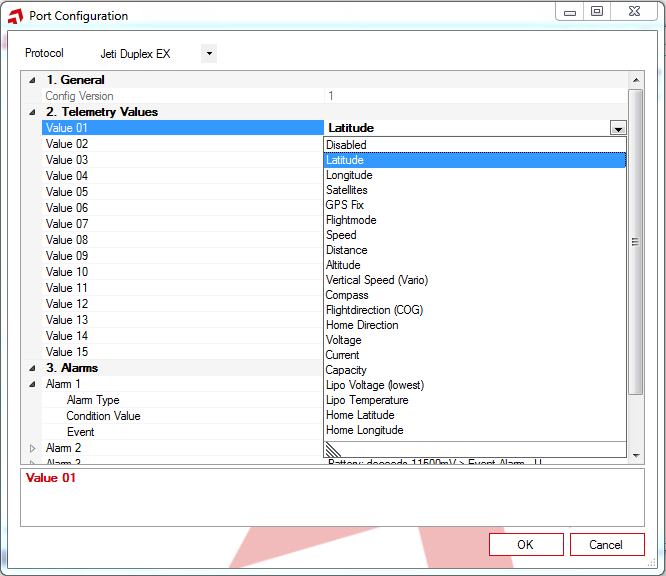 Port Configuration
Protocol Jeti Duplex EX
1. General
Config Version 1
2. Telemetry Values
Value 01 Latitude
Value 02 Disabled
Value 03 Latitude
Value 04 Longitude
Value 05 Satellites
Value 06 GPS Fix
Value 07 Flightmode
Value 08 Speed
Value 09 Distance
Value 10 Altitude
Value 11 Vertical Speed (Vario)
Value 12 Compass
Value 13 Flightdirection (COG)
Value 14 Home Direction
Value 15 Voltage
Current
3. Alarms Capacity
Alarm 1 Lipo Voltage (lowest)
Alarm Type Lipo Temperature
Condition Value Home Latitude
Event Home Longitude
Alarm 2
Alarm 3 Battery: deceeds 11500mV > Event Alarm
Value 01
OK Cancel